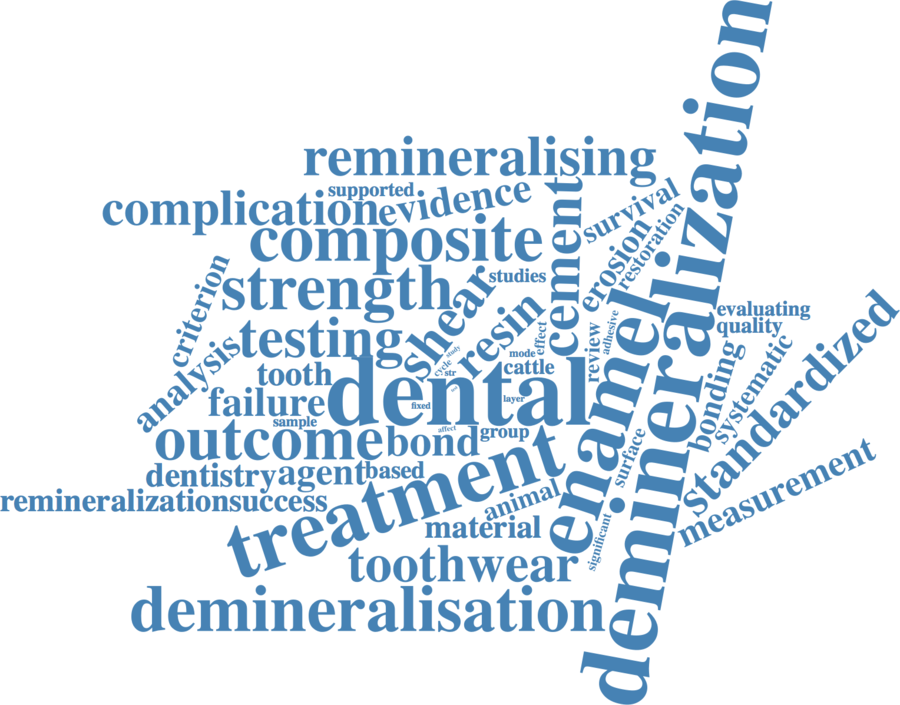 demineralization
remineralising
supported
complication
evidence
survival
cement
restoration
composite
erosion
criterion
strength
shear
studies
resin
evaluating
quality
standardized
testing
analysis
study
mode
effect
adhesive
review
enamel
cycle
str
cattle
tooth
dental
systematic
bonding
failure
fixed
layer
sample
affect
outcome
bond
group
surface
dentistry
agent
based
treatment
measurement
remineralization
success
animal
material
significant
toothwear
demineralisation